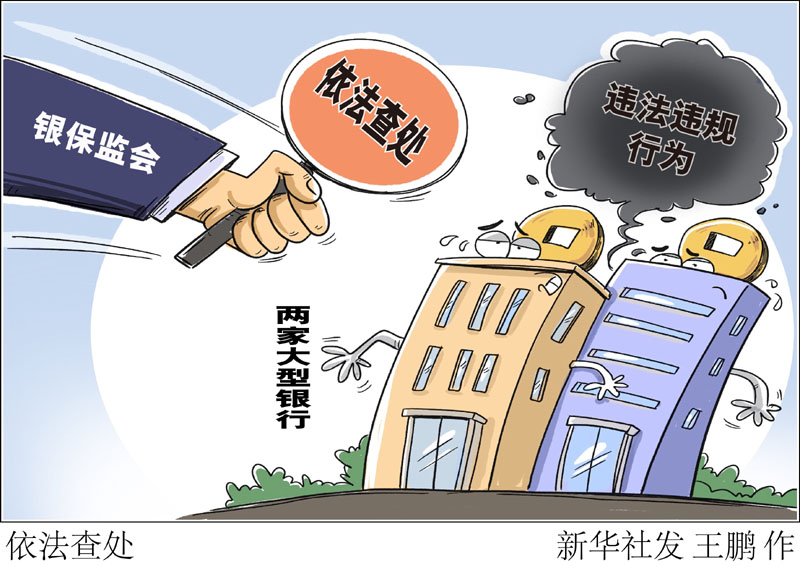 银保监会
依法查处
违法违规
行为
两家大型银行
依法查处
新华社发 王鹏 作